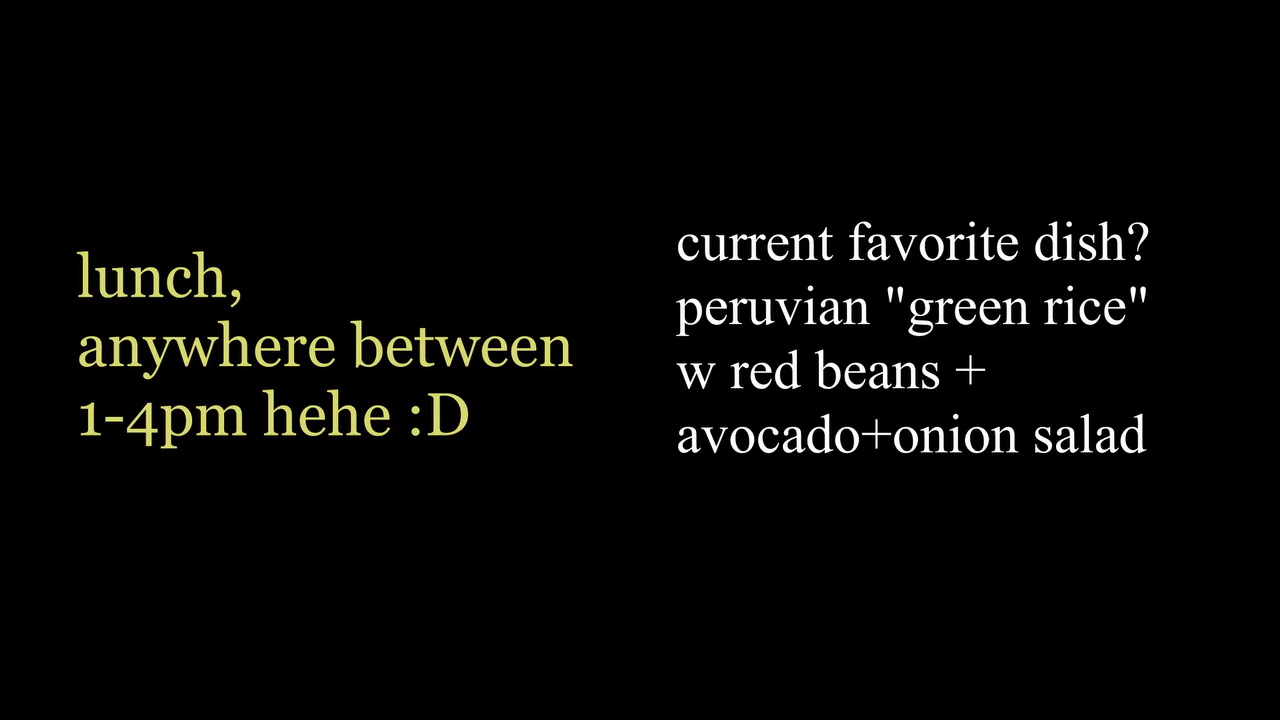 lunch,
anywhere between
1-4pm hehe :D
current favorite dish?
peruvian "green rice"
w red beans +
avocado+onion salad